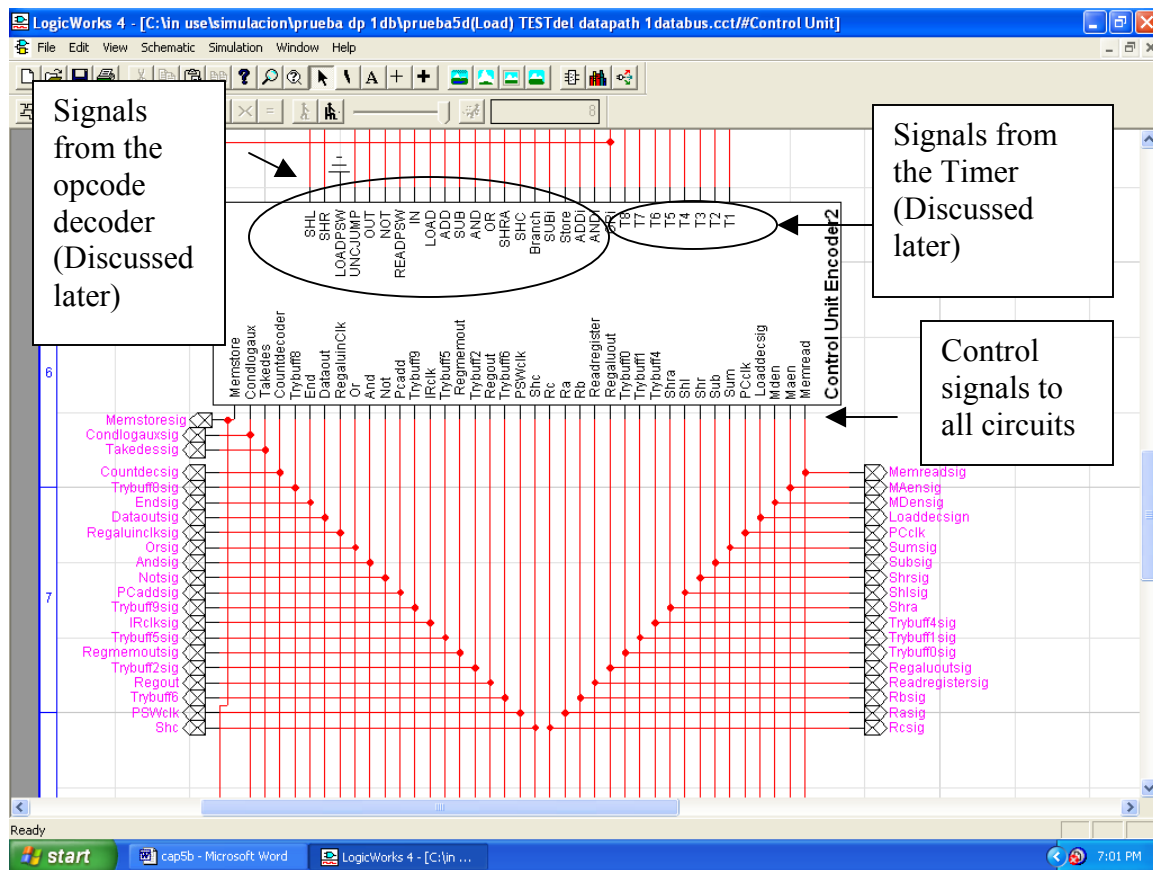 LogicWorks 4 - [C:\in use\simulacion\prueba dp 1db\prueba5d(Load) TESTdel datapath 1databus.cct/#Control Unit]
File Edit View Schematic Simulation Window Help
8
Signals
from the
opcode
decoder
(Discussed
later)
Signals from
the Timer
(Discussed
later)
SHL
SHR
LOADPSW
UNCJUMP
OUT
NOT
READPSW
IN
LOAD
ADD
SUB
AND
OR
SHRA
SHC
Branch
SUBi
Store
ADDi
ANDi
ORi
T8
T7
T6
T5
T4
T3
T2
T1
Control Unit Encoder2
Control
signals to
all circuits
6
7
Memstore
Condlogaux
Takedes
Countdecoder
Trybuff8
End
Dataout
RegaluinClk
Or
And
Not
Pcadd
Trybuff9
IRclk
Trybuff5
Regmemout
Trybuff2
Regout
Trybuff6
PSWclk
Shc
Rc
Ra
Rb
Readregister
Regaluout
Trybuff0
Trybuff1
Trybuff4
Shra
Shl
Shr
Sub
Sum
PCclk
Loaddecsig
Mden
Maen
Memread
Memstoresig
Condlogauxsig
Takedessig
Countdecsig
Trybuff8sig
Endsig
Dataoutsig
Regaluinclksig
Orsig
Andsig
Notsig
PCaddsig
Trybuff9sig
IRclksig
Trybuff5sig
Regmemoutsig
Trybuff2sig
Regout
Trybuff6
PSWclk
Shc
Memreadsig
MAensig
MDensig
Loaddecsign
PCclk
Sumsig
Subsig
Shrsig
Shlsig
Shra
Trybuff4sig
Trybuff1sig
Trybuff0sig
Regaluoutsig
Readregistersig
Rbsig
Rasig
Rcsig
Ready
start
cap5b - Microsoft Word
LogicWorks 4 - [C:\in ...
7:01 PM